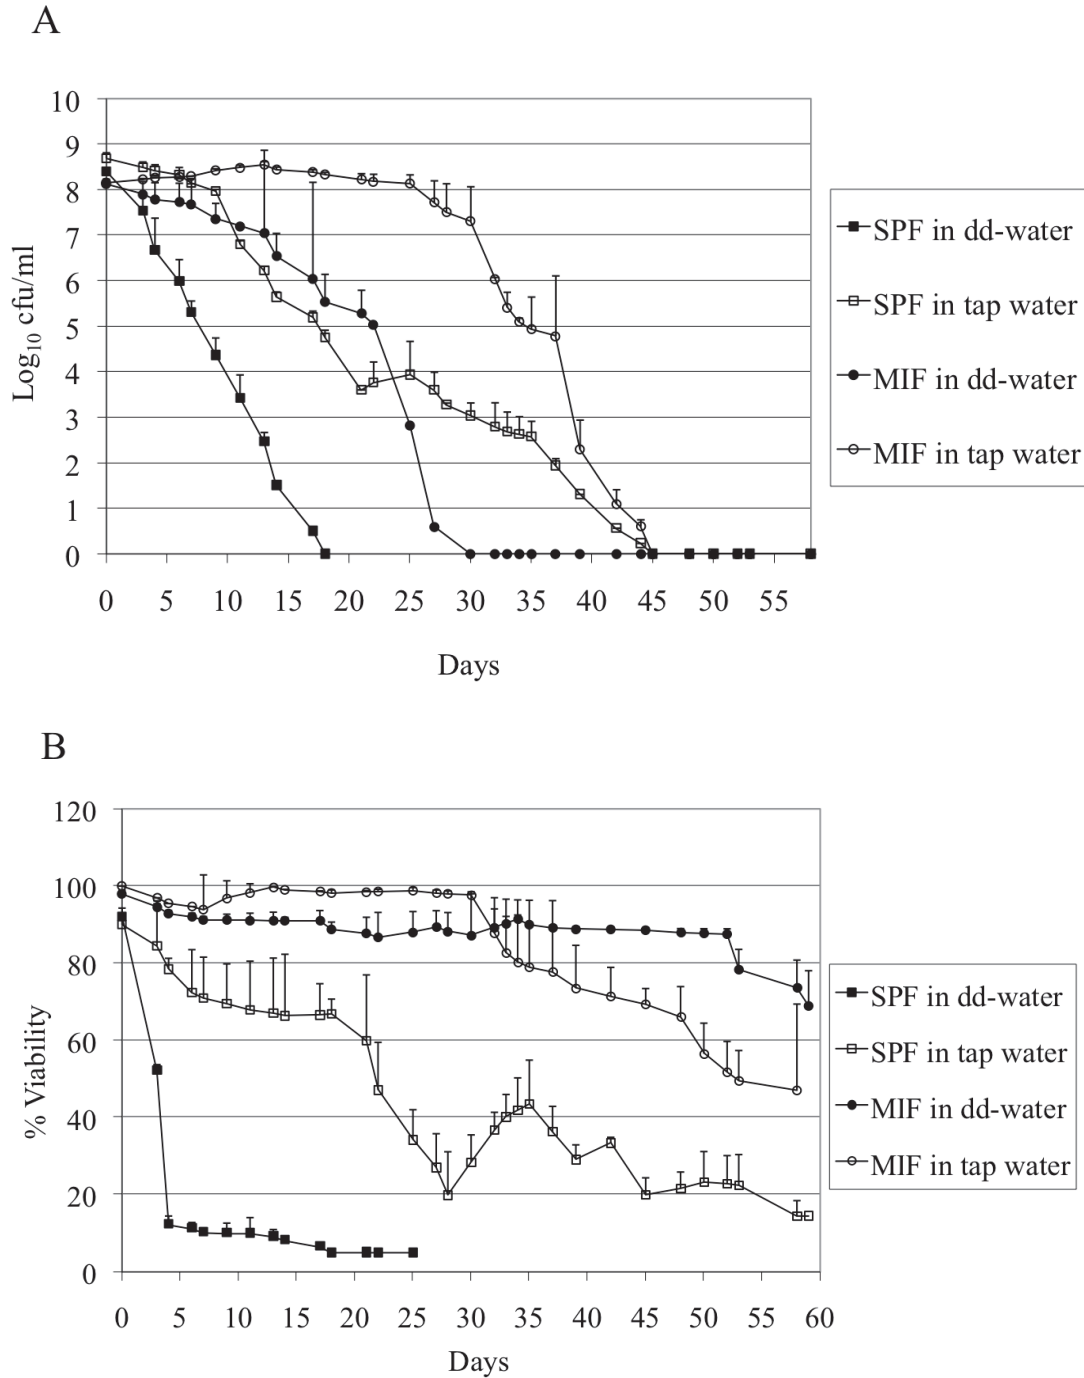 A
10
9
8
7
6
5
4
3
2
1
0
Log10 cfu/ml
0 5 10 15 20 25 30 35 40 45 50 55
Days
SPF in dd-water
SPF in tap water
MIF in dd-water
MIF in tap water
B
120
100
80
60
40
20
0
% Viability
0 5 10 15 20 25 30 35 40 45 50 55 60
Days
SPF in dd-water
SPF in tap water
MIF in dd-water
MIF in tap water